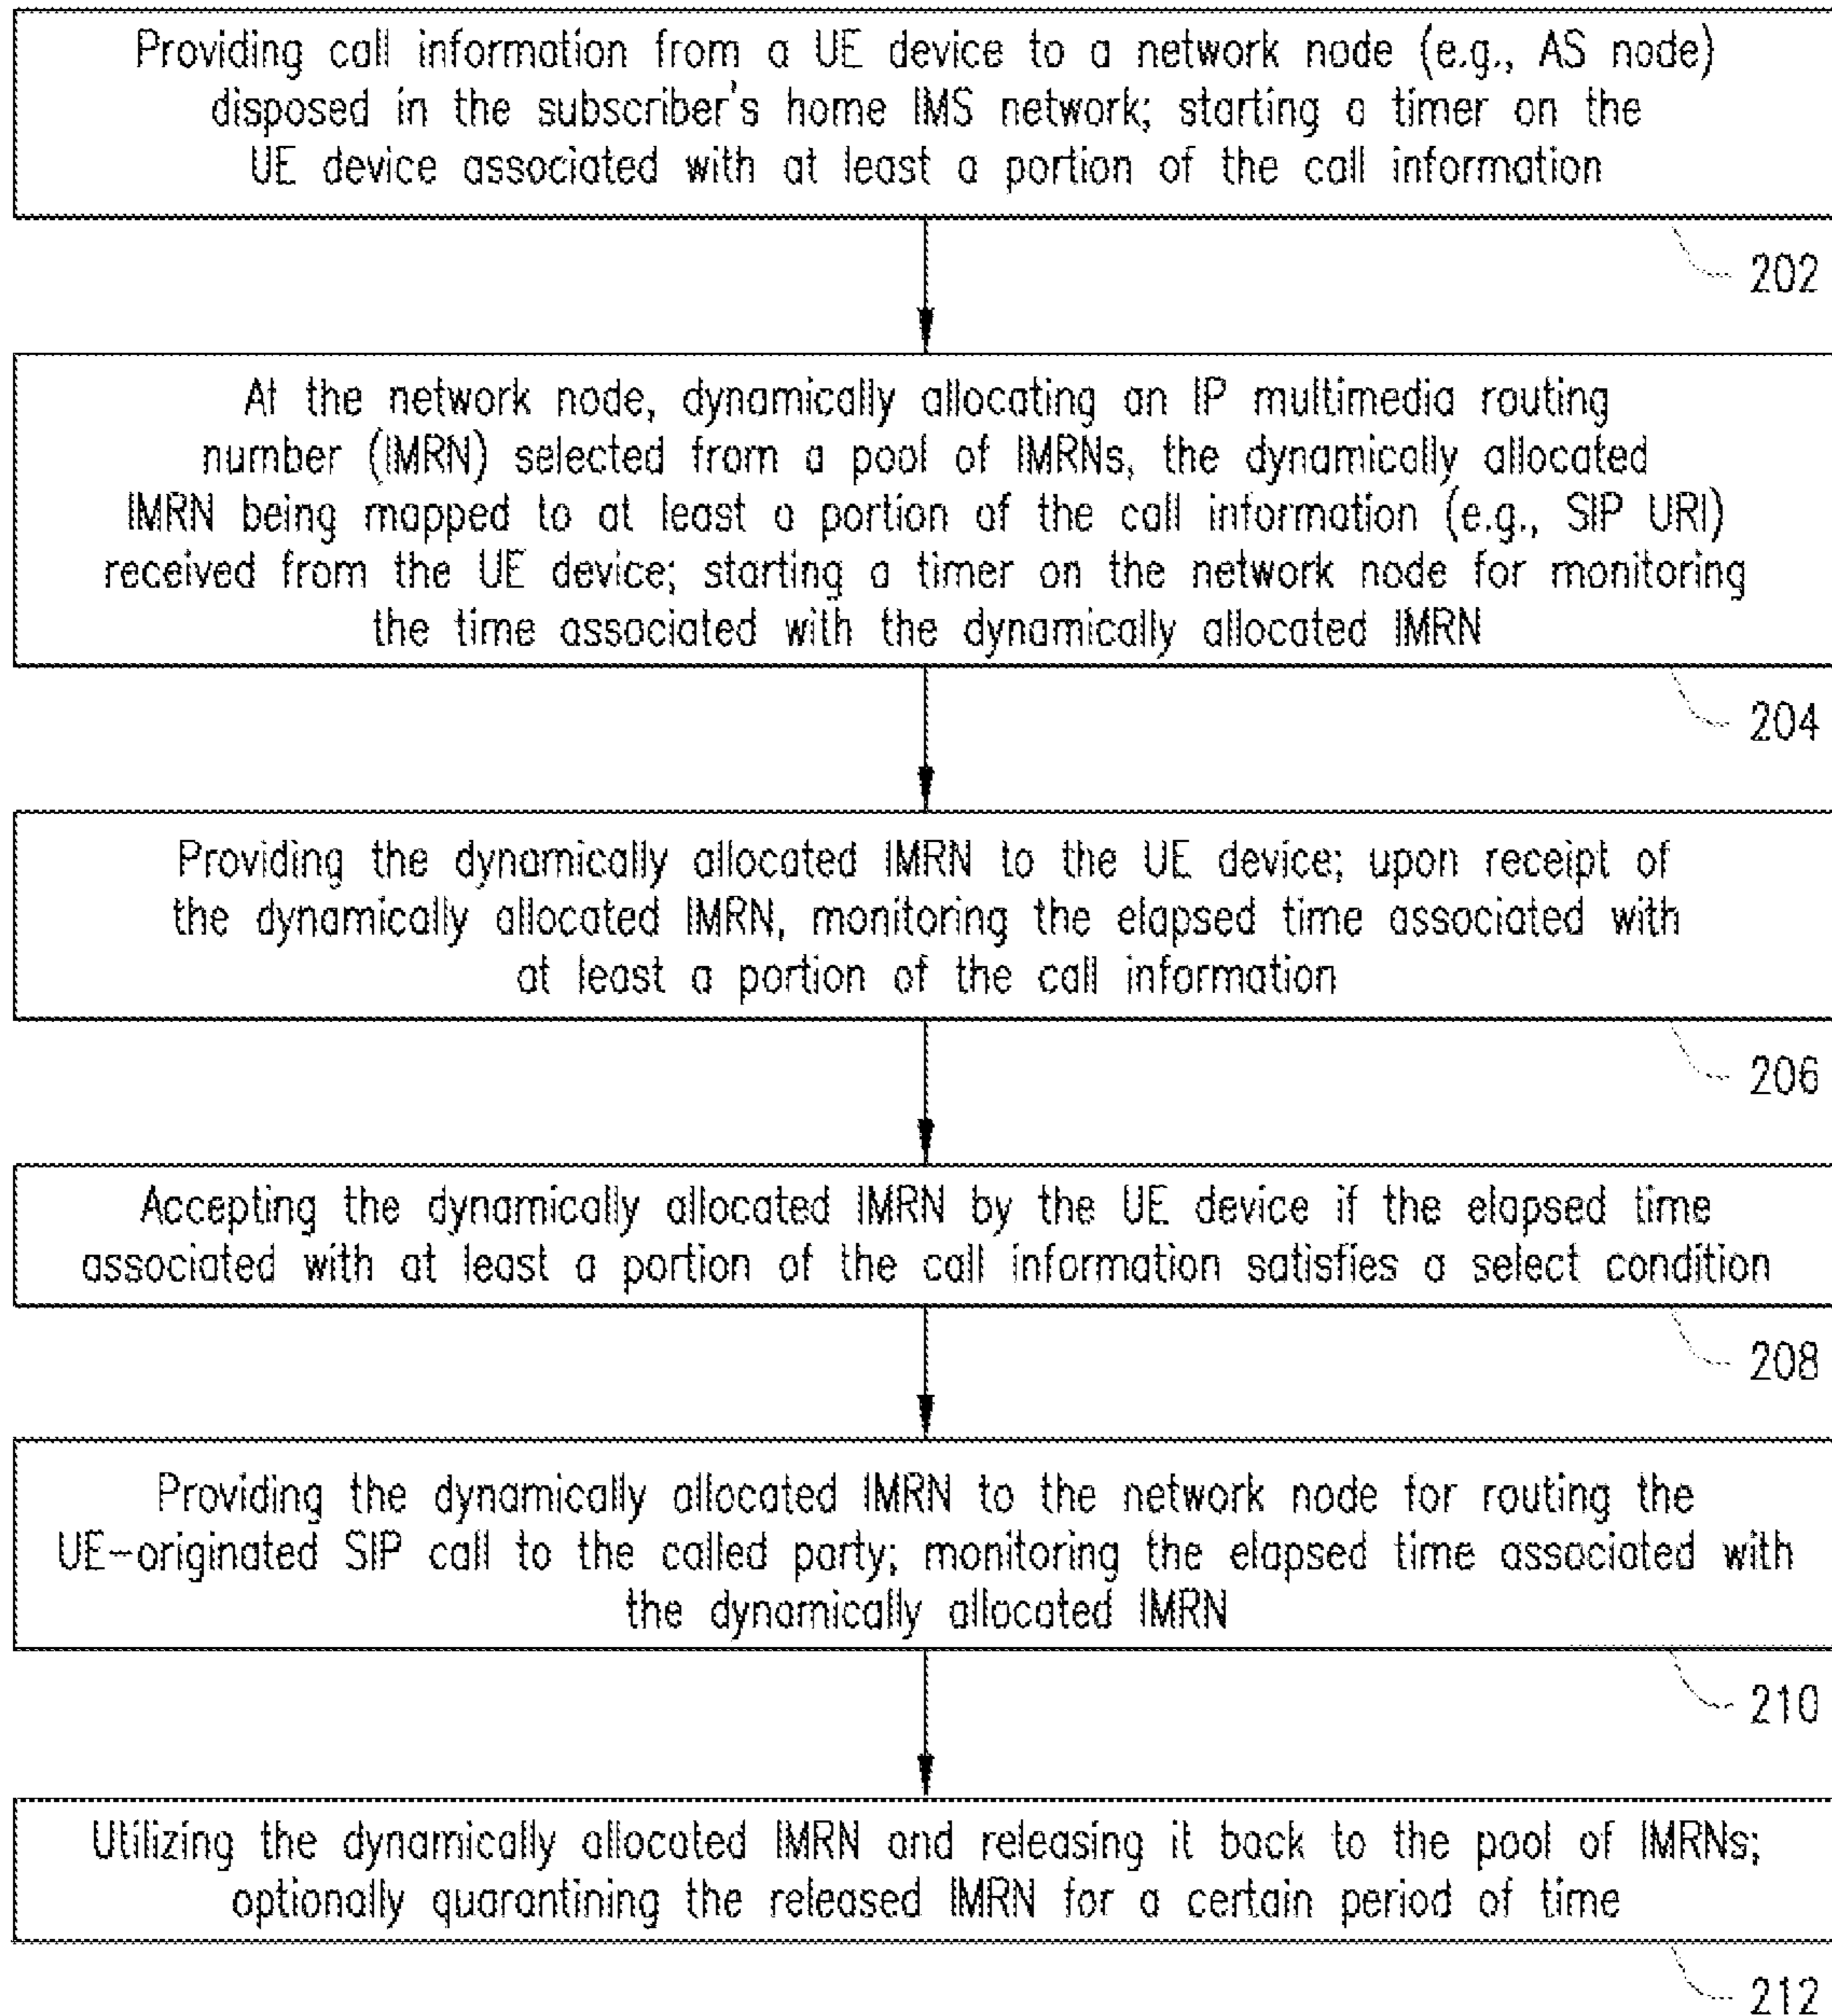 Providing call information from a UE device to a network node (e.g., AS node)
disposed in the subscriber's home IMS network; starting a timer on the
UE device associated with at least a portion of the call information
202
At the network node, dynamically allocating an IP multimedia routing
number (IMRN) selected from a pool of IMRNs, the dynamically allocated
IMRN being mapped to at least a portion of the call information (e.g., SIP URI)
received from the UE device; starting a timer on the network node for monitoring
the time associated with the dynamically allocated IMRN
204
Providing the dynamically allocated IMRN to the UE device; upon receipt of
the dynamically allocated IMRN, monitoring the elapsed time associated with
at least a portion of the call information
206
Accepting the dynamically allocated IMRN by the UE device if the elapsed time
associated with at least a portion of the call information satisfies a select condition
208
Providing the dynamically allocated IMRN to the network node for routing the
UE-originated SIP call to the called party; monitoring the elapsed time associated with
the dynamically allocated IMRN
210
Utilizing the dynamically allocated IMRN and releasing it back to the pool of IMRNs;
optionally quarantining the released IMRN for a certain period of time
212